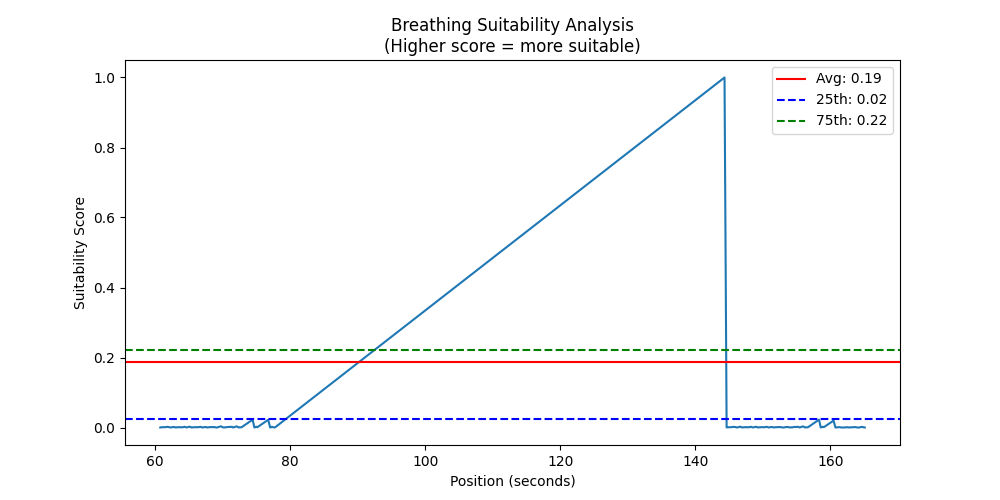 Breathing Suitability Analysis
(Higher score = more suitable)
Avg: 0.19
25th: 0.02
75th: 0.22
Suitability Score
1.0
0.8
0.6
0.4
0.2
0.0
60 80 100 120 140 160
Position (seconds)